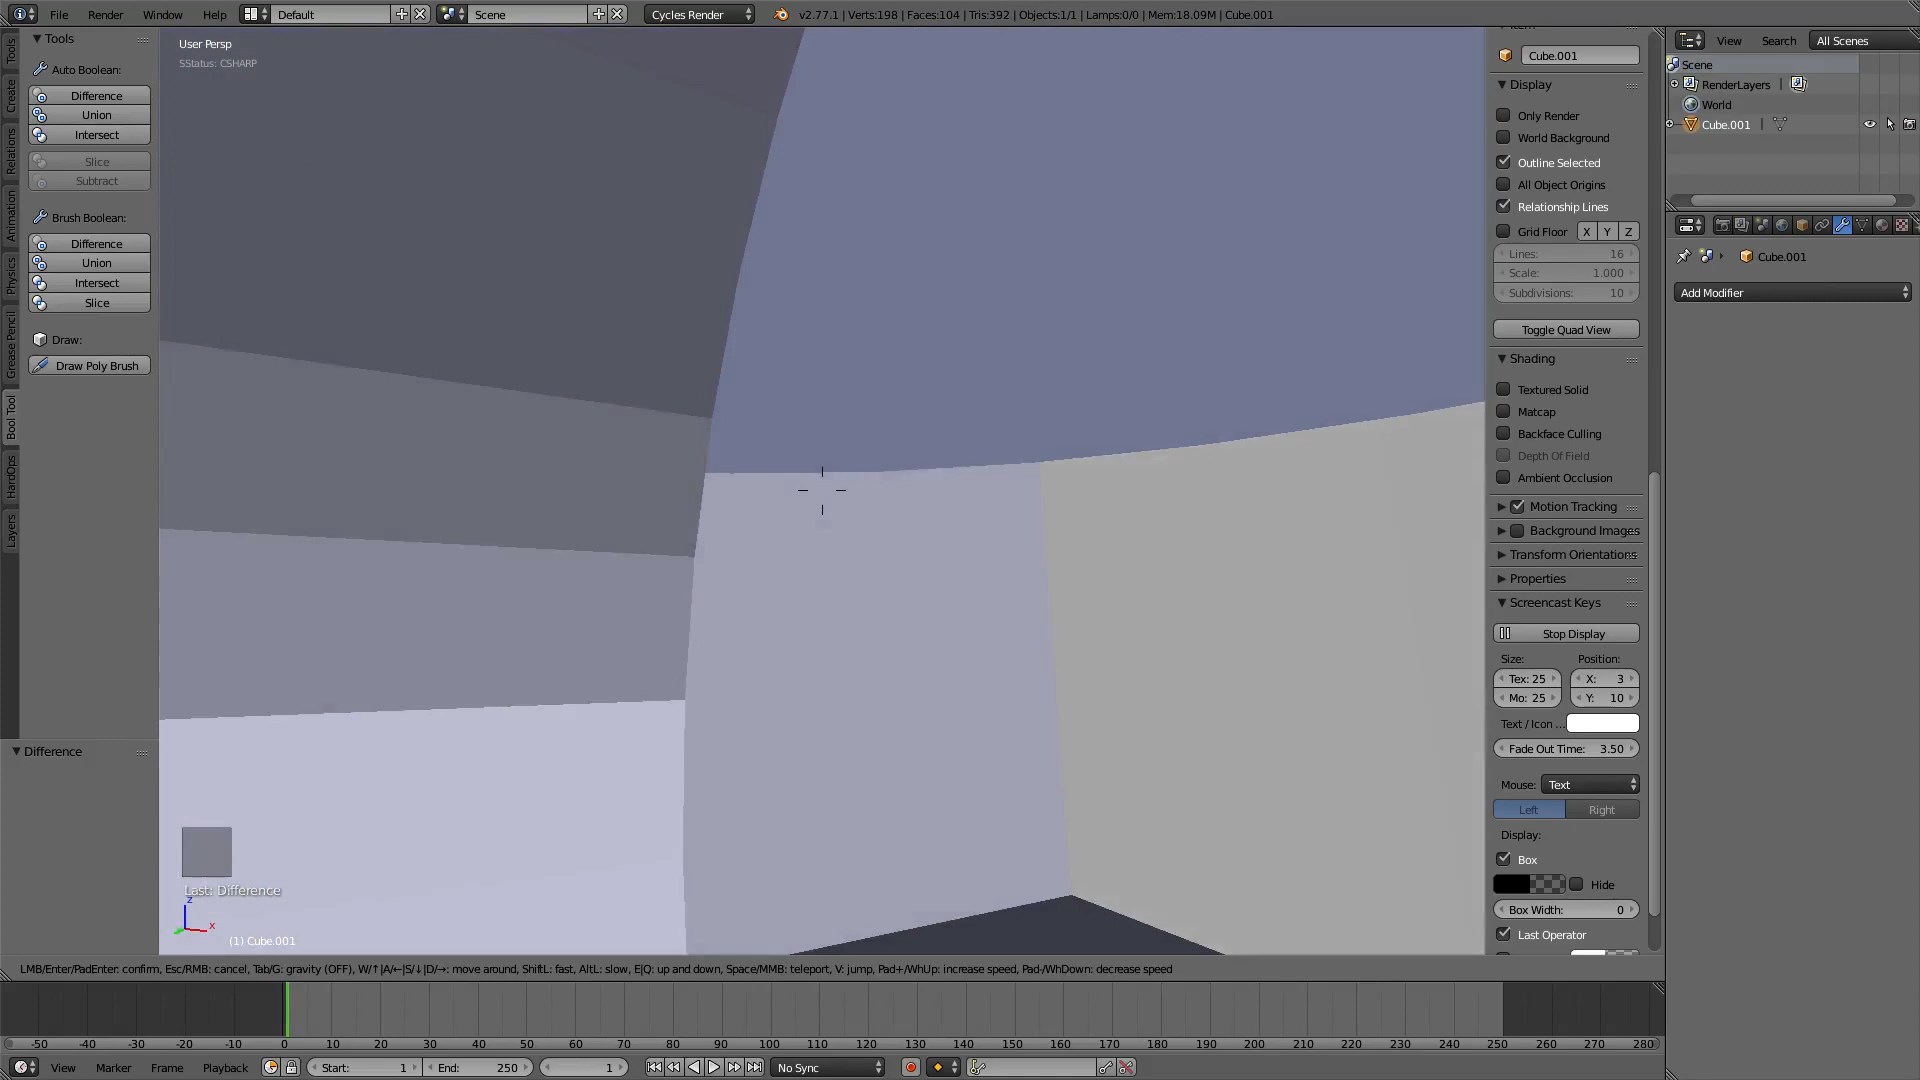 File Render Window Help Default Scene Cycles Render v2.77.1 | Verts:198 | Faces:104 | Tris:392 | Objects:1/1 | Lamps:0/0 | Mem:18.09M | Cube.001
Tools
Auto Boolean:
Difference
Union
Intersect
Slice
Subtract
Brush Boolean:
Difference
Union
Intersect
Slice
Draw:
Draw Poly Brush
Difference
Tools
Create
Relations
Animation
Physics
Grease Pencil
Bool Tool
HardOps
Layers
User Persp
SStatus: CSHARP
Last: Difference
z
x
(1) Cube.001
LMB/Enter/PadEnter: confirm, Esc/RMB: cancel, Tab/G: gravity (OFF), W/↑|A/←|S/↓|D/→: move around, ShiftL: fast, AltL: slow, E|Q: up and down, Space/MMB: teleport, V: jump, Pad+/WhUp: increase speed, Pad-/WhDown: decrease speed
Cube.001
Display
Only Render
World Background
Outline Selected
All Object Origins
Relationship Lines
Grid Floor X Y Z
Lines: 16
Scale: 1.000
Subdivisions: 10
Toggle Quad View
Shading
Textured Solid
Matcap
Backface Culling
Depth Of Field
Ambient Occlusion
Motion Tracking
Background Images
Transform Orientations
Properties
Screencast Keys
Stop Display
Size: Position:
Tex: 25 X: 3
Mo: 25 Y: 10
Text / Icon ...
Fade Out Time: 3.50
Mouse: Text
Left Right
Display:
Box
Hide
Box Width: 0
Last Operator
View Search All Scenes
Scene
RenderLayers |
World
Cube.001 |
Cube.001
Add Modifier
-50 -40 -30 -20 -10 0 10 20 30 40 50 60 70 80 90 100 110 120 130 140 150 160 170 180 190 200 210 220 230 240 250 260 270 280
View Marker Frame Playback Start: 1 End: 250 1 No Sync